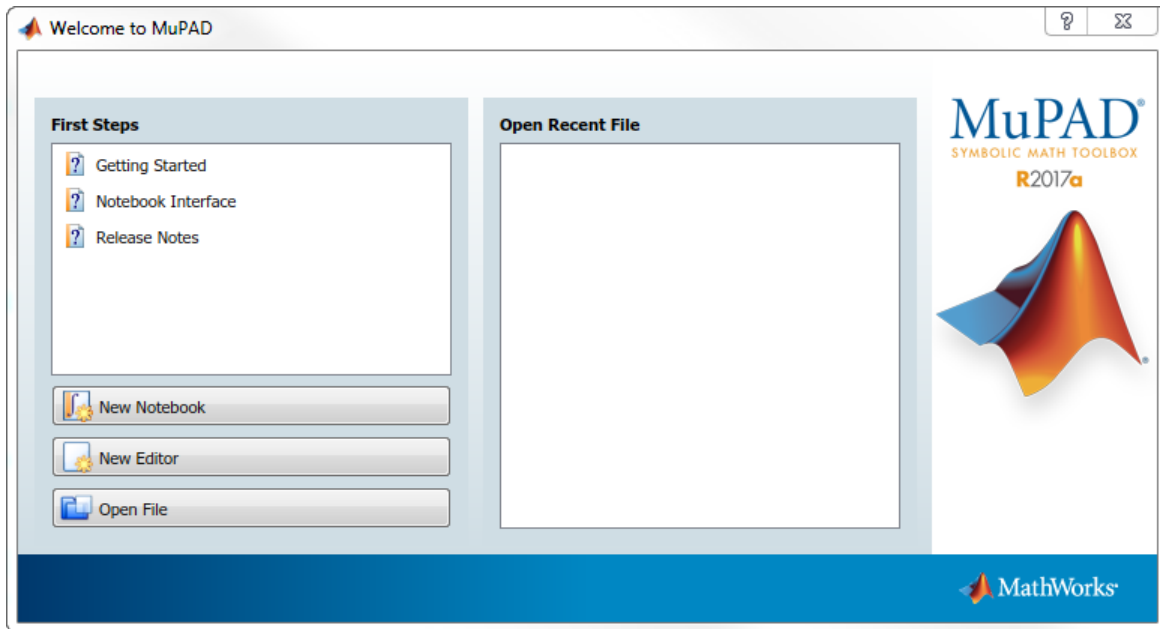 Welcome to MuPAD
First Steps
Getting Started
Notebook Interface
Release Notes
New Notebook
New Editor
Open File
Open Recent File
MuPAD®
SYMBOLIC MATH TOOLBOX
R2017a
®
MathWorks®